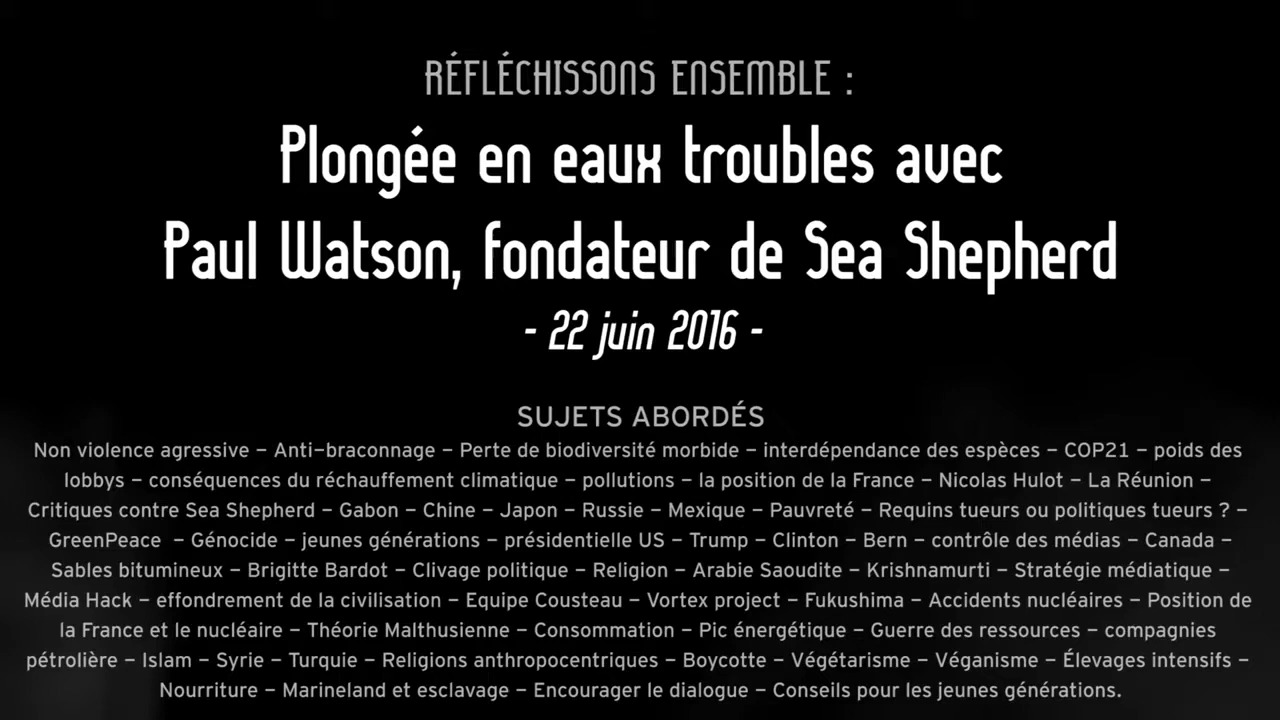 RÉFLÉCHISSONS ENSEMBLE :
Plongée en eaux troubles avec
Paul Watson, fondateur de Sea Shepherd
- 22 juin 2016 -
SUJETS ABORDÉS
Non violence agressive – Anti–braconnage – Perte de biodiversité morbide – interdépendance des espèces – COP21 – poids des
lobbys – conséquences du réchauffement climatique – pollutions – la position de la France – Nicolas Hulot – La Réunion –
Critiques contre Sea Shepherd – Gabon – Chine – Japon – Russie – Mexique – Pauvreté – Requins tueurs ou politiques tueurs ? –
GreenPeace – Génocide – jeunes générations – présidentielle US – Trump – Clinton – Bern – contrôle des médias – Canada –
Sables bitumineux – Brigitte Bardot – Clivage politique – Religion – Arabie Saoudite – Krishnamurti – Stratégie médiatique –
Média Hack – effondrement de la civilisation – Equipe Cousteau – Vortex project – Fukushima – Accidents nucléaires – Position de
la France et le nucléaire – Théorie Malthusienne – Consommation – Pic énergétique – Guerre des ressources – compagnies
pétrolière – Islam – Syrie – Turquie – Religions anthropocentriques – Boycotte – Végétarisme – Véganisme – Élevages intensifs –
Nourriture – Marineland et esclavage – Encourager le dialogue – Conseils pour les jeunes générations.